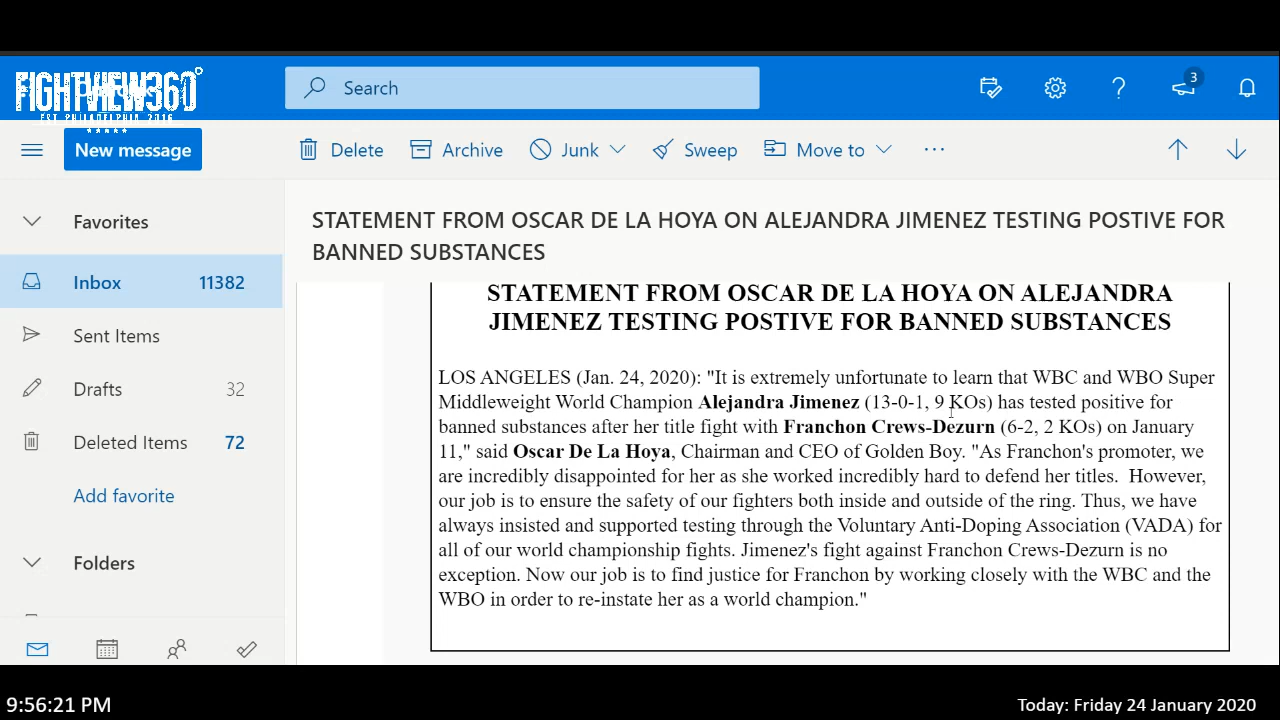 FIGHTVIEW360°
EST. PHILADELPHIA 2016
Search
3
New message
Delete
Archive
Junk
Sweep
Move to
Favorites
Inbox 11382
Sent Items
Drafts 32
Deleted Items 72
Add favorite
Folders
STATEMENT FROM OSCAR DE LA HOYA ON ALEJANDRA JIMENEZ TESTING POSTIVE FOR
BANNED SUBSTANCES
STATEMENT FROM OSCAR DE LA HOYA ON ALEJANDRA
JIMENEZ TESTING POSTIVE FOR BANNED SUBSTANCES
LOS ANGELES (Jan. 24, 2020): "It is extremely unfortunate to learn that WBC and WBO Super
Middleweight World Champion Alejandra Jimenez (13-0-1, 9 KOs) has tested positive for
banned substances after her title fight with Franchon Crews-Dezurn (6-2, 2 KOs) on January
11," said Oscar De La Hoya, Chairman and CEO of Golden Boy. "As Franchon's promoter, we
are incredibly disappointed for her as she worked incredibly hard to defend her titles.  However,
our job is to ensure the safety of our fighters both inside and outside of the ring. Thus, we have
always insisted and supported testing through the Voluntary Anti-Doping Association (VADA) for
all of our world championship fights. Jimenez's fight against Franchon Crews-Dezurn is no
exception. Now our job is to find justice for Franchon by working closely with the WBC and the
WBO in order to re-instate her as a world champion."
9:56:21 PM
Today: Friday 24 January 2020